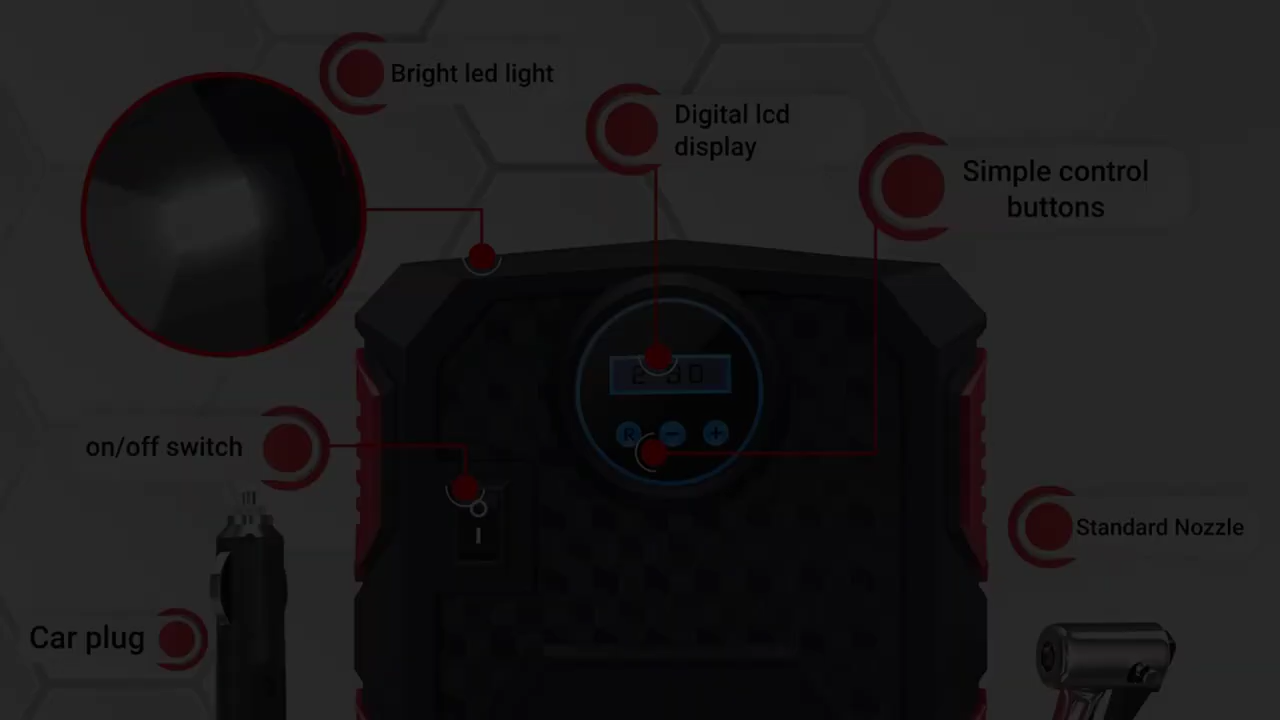 Bright led light
Digital lcd
display
Simple control
buttons
on/off switch
R
−
+
Standard Nozzle
Car plug